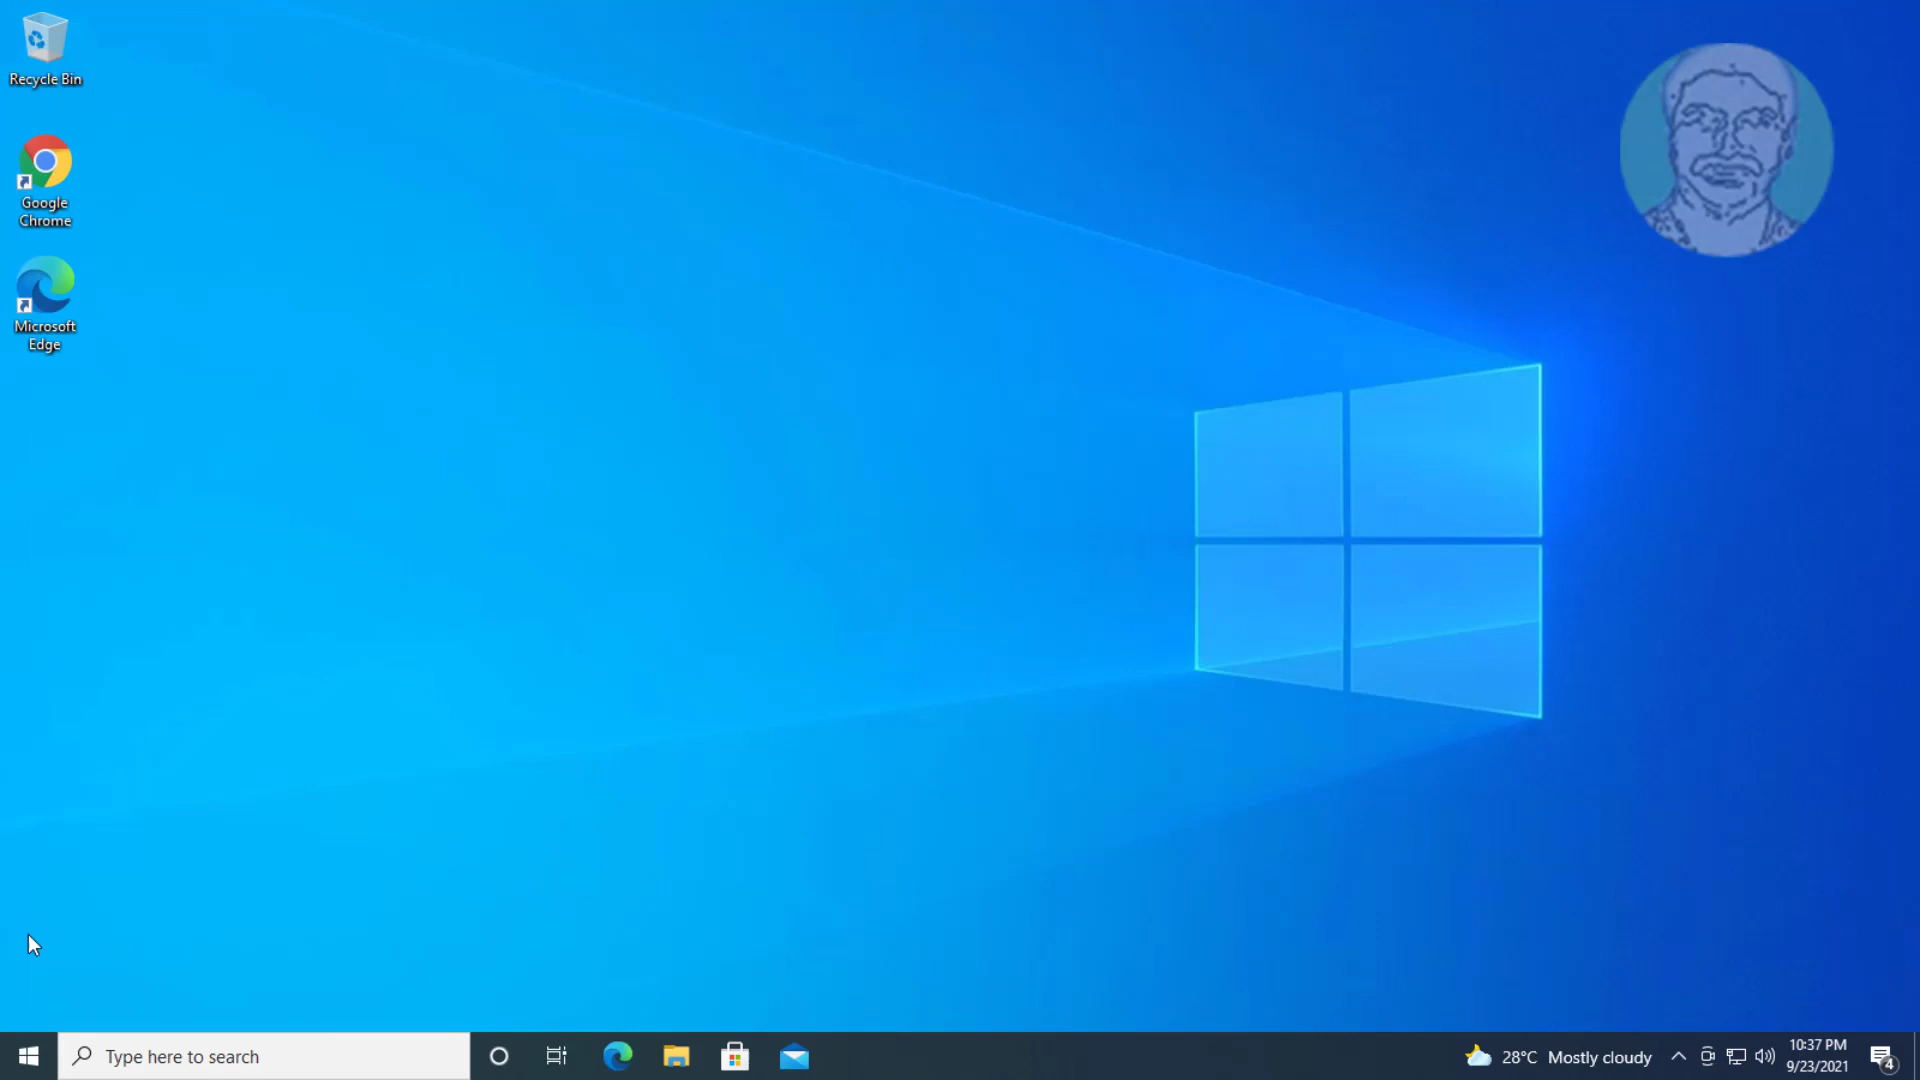 Recycle Bin
Google
Chrome
Microsoft
Edge
Type here to search
28°C Mostly cloudy
10:37 PM
9/23/2021
4